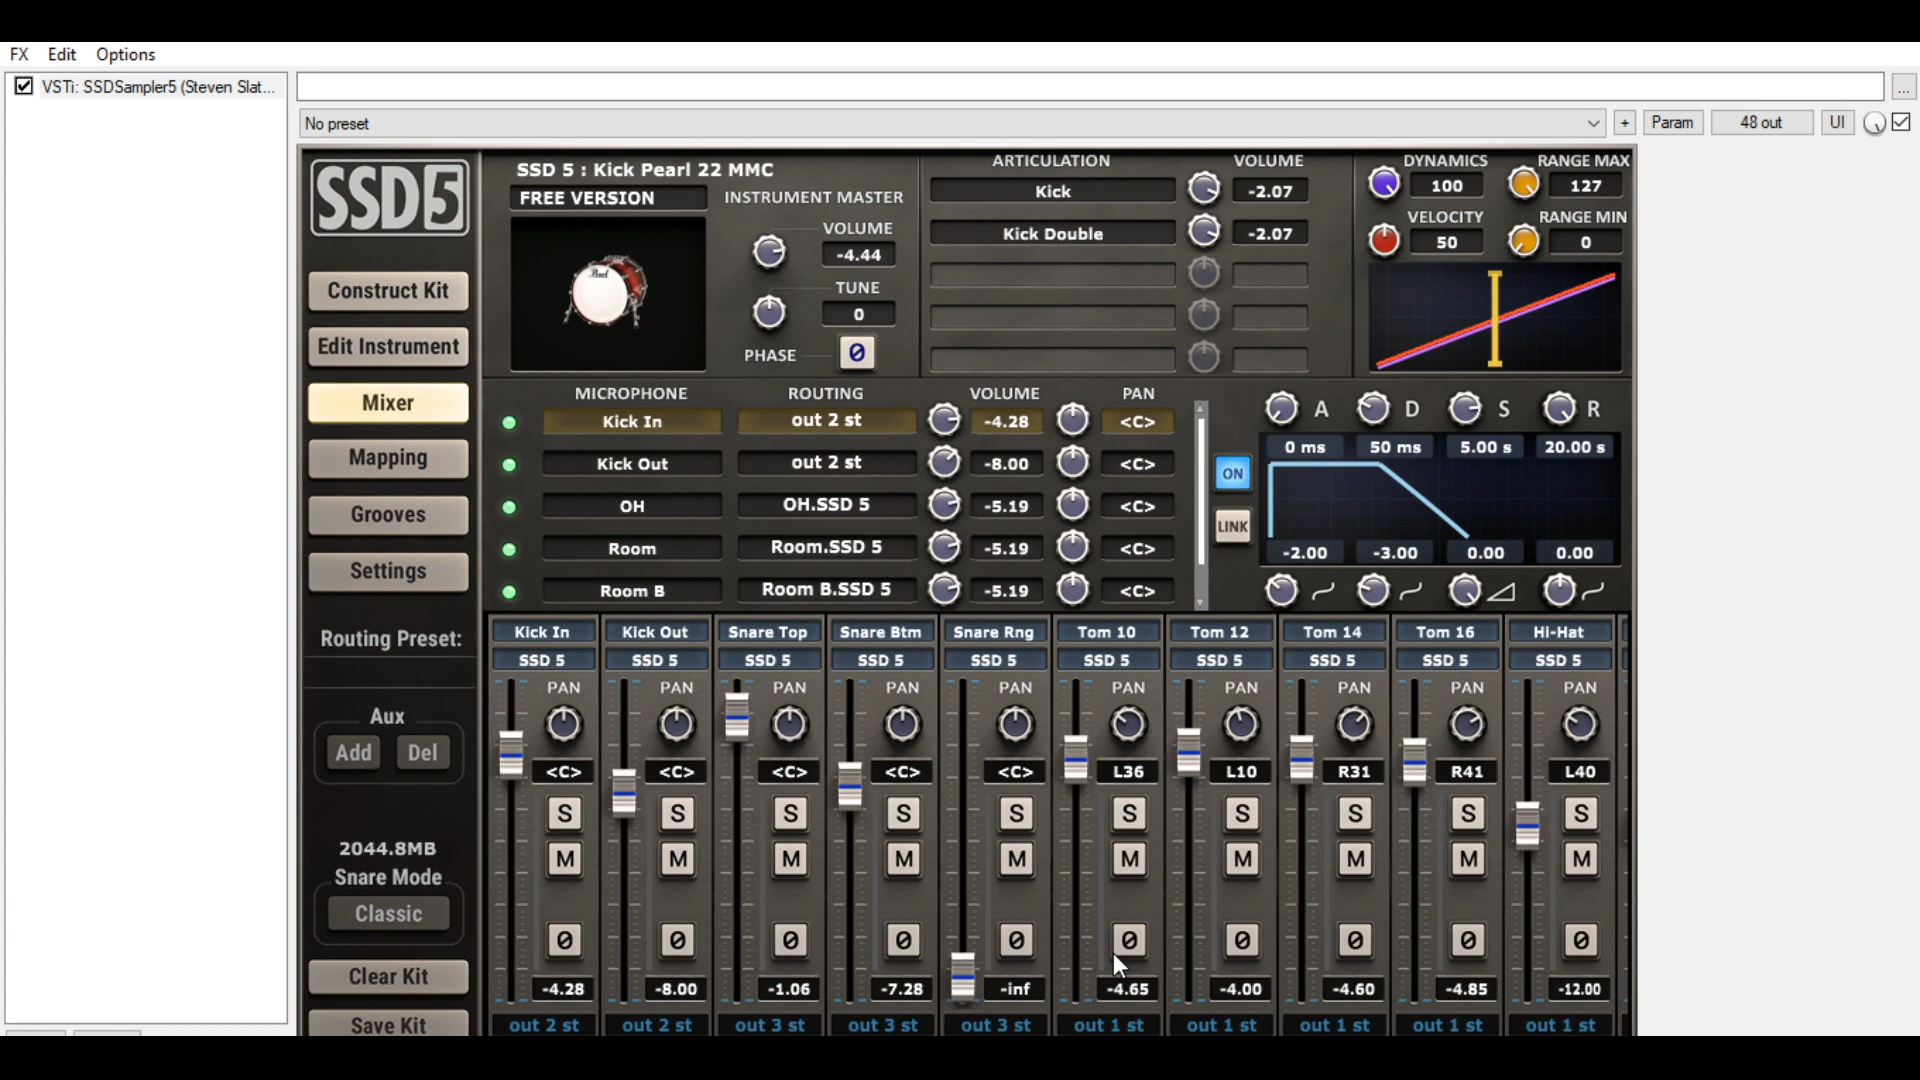 FX Edit Options
VSTi: SSDSampler5 (Steven Slat...
...
No preset
+ Param 48 out UI
SSD5
SSD 5 : Kick Pearl 22 MMC
FREE VERSION
INSTRUMENT MASTER
VOLUME
-4.44
TUNE
0
PHASE Ø
ARTICULATION VOLUME
Kick -2.07
Kick Double -2.07
DYNAMICS RANGE MAX
100 127
VELOCITY RANGE MIN
50 0
Construct Kit
Edit Instrument
Mixer
Mapping
Grooves
Settings
Routing Preset:
Aux
Add Del
2044.8MB
Snare Mode
Classic
Clear Kit
Save Kit
MICROPHONE ROUTING VOLUME PAN
Kick In out 2 st -4.28 <C>
Kick Out out 2 st -8.00 <C>
OH OH.SSD 5 -5.19 <C>
Room Room.SSD 5 -5.19 <C>
Room B Room B.SSD 5 -5.19 <C>
ON
LINK
A D S R
0 ms 50 ms 5.00 s 20.00 s
-2.00 -3.00 0.00 0.00
Kick In Kick Out Snare Top Snare Btm Snare Rng Tom 10 Tom 12 Tom 14 Tom 16 Hi-Hat
SSD 5 SSD 5 SSD 5 SSD 5 SSD 5 SSD 5 SSD 5 SSD 5 SSD 5 SSD 5
PAN PAN PAN PAN PAN PAN PAN PAN PAN PAN
<C> <C> <C> <C> <C> L36 L10 R31 R41 L40
S S S S S S S S S S
M M M M M M M M M M
Ø Ø Ø Ø Ø Ø Ø Ø Ø Ø
-4.28 -8.00 -1.06 -7.28 -inf -4.65 -4.00 -4.60 -4.85 -12.00
out 2 st out 2 st out 3 st out 3 st out 3 st out 1 st out 1 st out 1 st out 1 st out 1 st